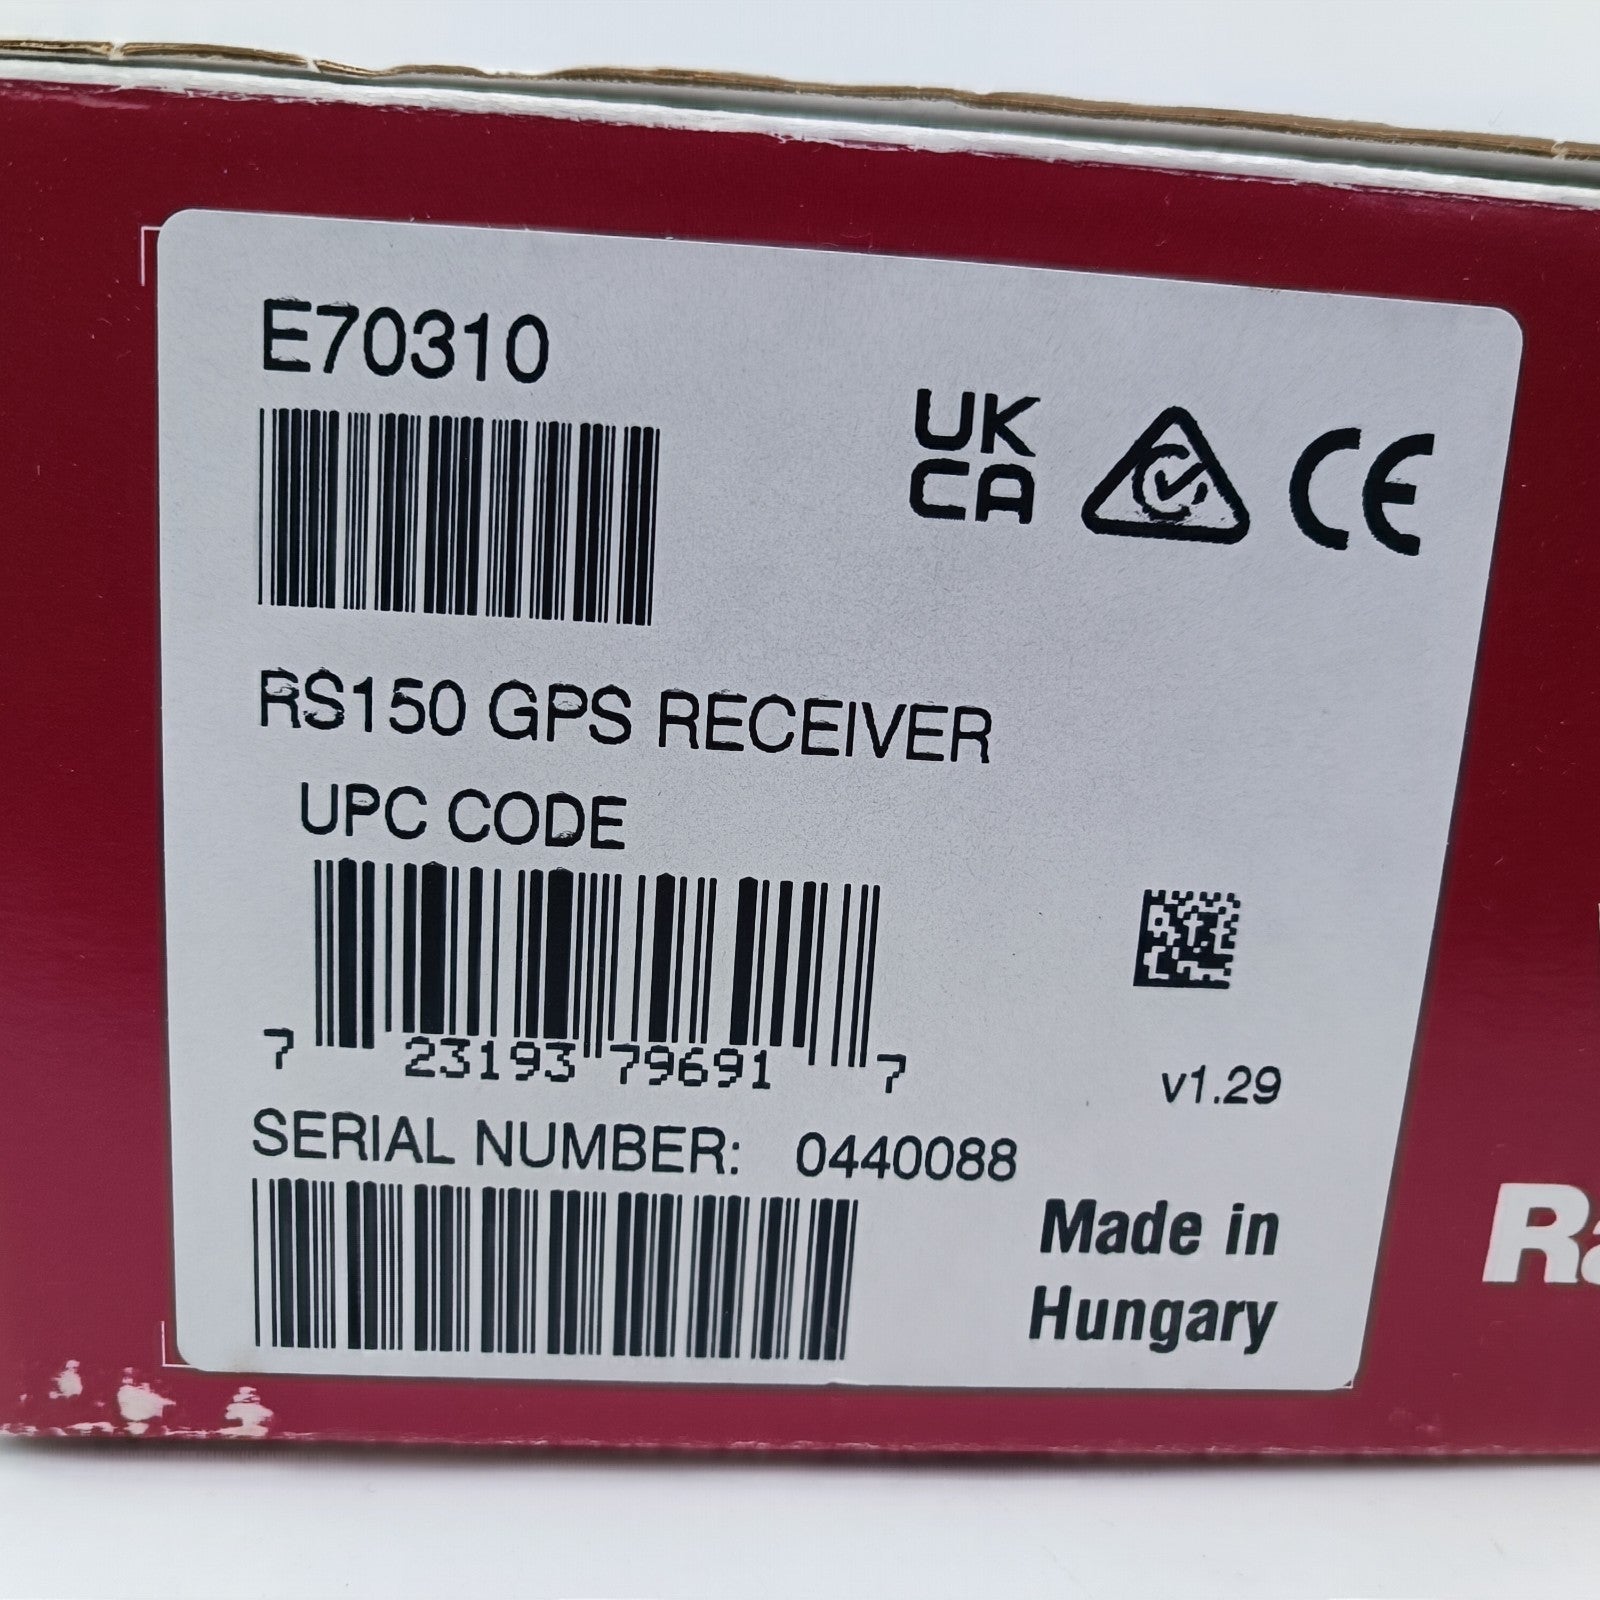 E70310
UK
CA
CE
RS150 GPS RECEIVER
UPC CODE
7 23193 79691 7
v1.29
SERIAL NUMBER: 0440088
Made in
Hungary
Ra